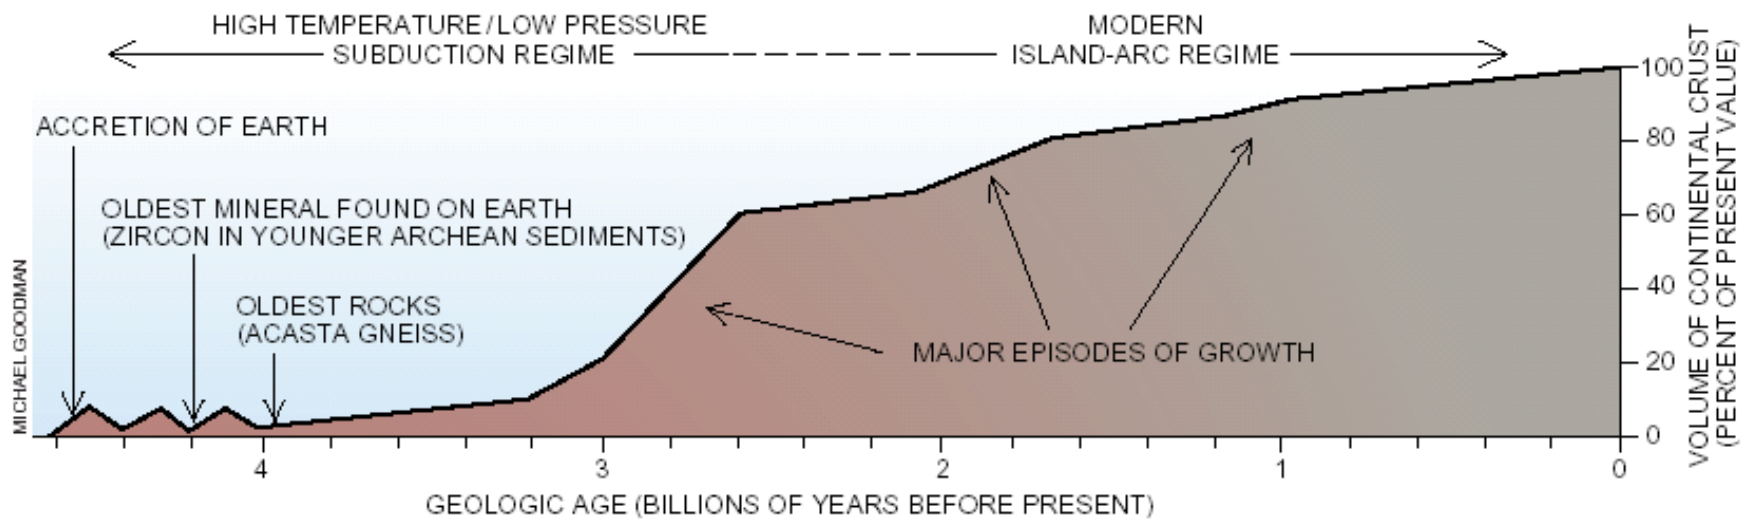 HIGH TEMPERATURE/LOW PRESSURE
SUBDUCTION REGIME
MODERN
ISLAND-ARC REGIME
ACCRETION OF EARTH
OLDEST MINERAL FOUND ON EARTH
(ZIRCON IN YOUNGER ARCHEAN SEDIMENTS)
OLDEST ROCKS
(ACASTA GNEISS)
MAJOR EPISODES OF GROWTH
MICHAEL GOODMAN
100
80
60
40
20
0
VOLUME OF CONTINENTAL CRUST
(PERCENT OF PRESENT VALUE)
4 3 2 1 0
GEOLOGIC AGE (BILLIONS OF YEARS BEFORE PRESENT)